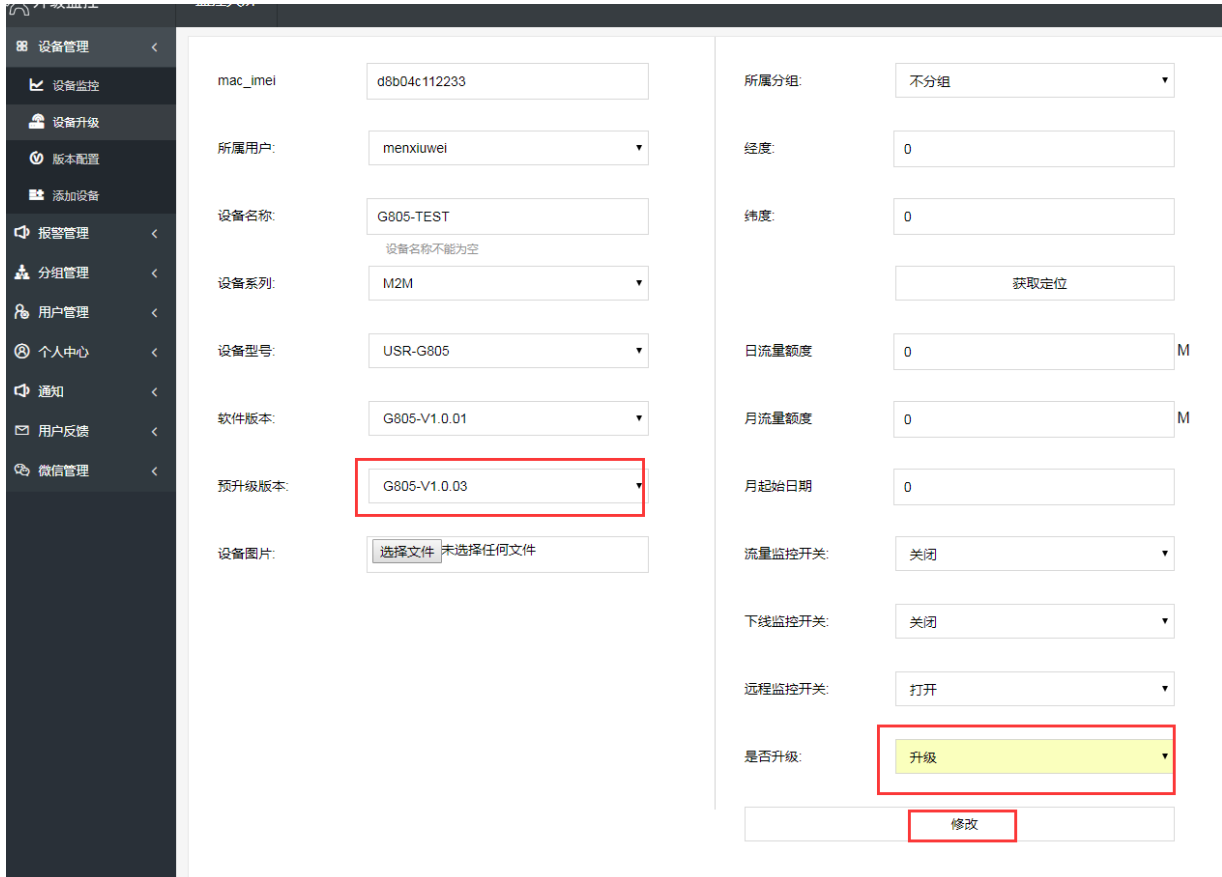 设备管理
设备监控
设备升级
版本配置
添加设备
报警管理
分组管理
用户管理
个人中心
通知
用户反馈
微信管理
mac_imei
d8b04c112233
所属用户:
menxiuwei
设备名称:
G805-TEST
设备名称不能为空
设备系列:
M2M
设备型号:
USR-G805
软件版本:
G805-V1.0.01
预升级版本:
G805-V1.0.03
设备图片:
选择文件 未选择任何文件
所属分组:
不分组
经度:
0
纬度:
0
获取定位
日流量额度
0 M
月流量额度
0 M
月起始日期
0
流量监控开关:
关闭
下线监控开关:
关闭
远程监控开关:
打开
是否升级:
升级
修改